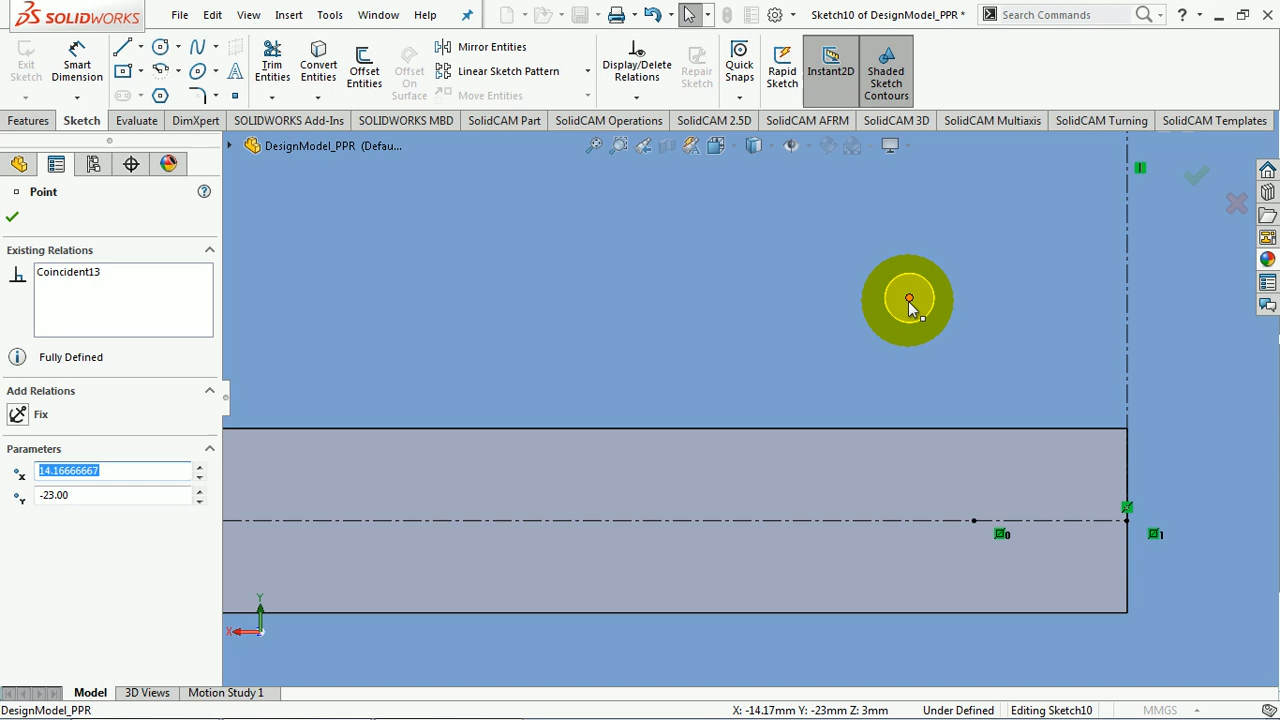 SOLIDWORKS
File Edit View Insert Tools Window Help
Sketch10 of DesignModel_PPR *
Search Commands
?
Exit Sketch
Smart Dimension
Trim Entities
Convert Entities
Offset Entities
Offset On Surface
Mirror Entities
Linear Sketch Pattern
Move Entities
Display/Delete Relations
Repair Sketch
Quick Snaps
Rapid Sketch
Instant2D
Shaded Sketch Contours
Features Sketch Evaluate DimXpert SOLIDWORKS Add-Ins SOLIDWORKS MBD SolidCAM Part SolidCAM Operations SolidCAM 2.5D SolidCAM AFRM SolidCAM 3D SolidCAM Multiaxis SolidCAM Turning SolidCAM Templates
DesignModel_PPR (Defau...
Point
Existing Relations
Coincident13
Fully Defined
Add Relations
Fix
Parameters
X 14.16666667
Y -23.00
0
1
Y
X
Model 3D Views Motion Study 1
DesignModel_PPR
X: -14.17mm Y: -23mm Z: 3mm Under Defined Editing Sketch10 MMGS